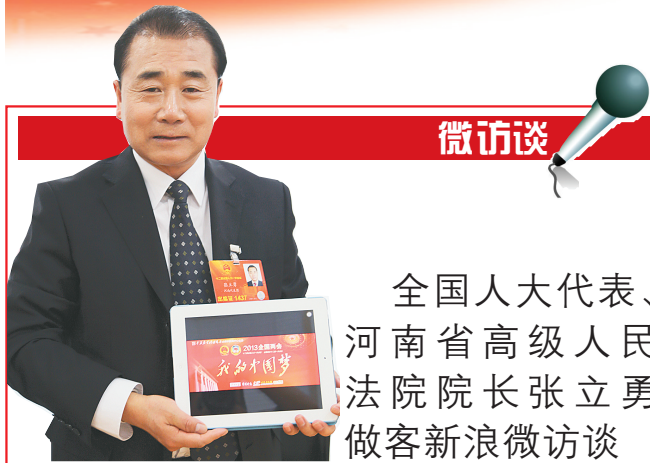 微访谈
全国人大代表、
河南省高级人民
法院院长张立勇
做客新浪微访谈
2013全国两会
我的中国梦